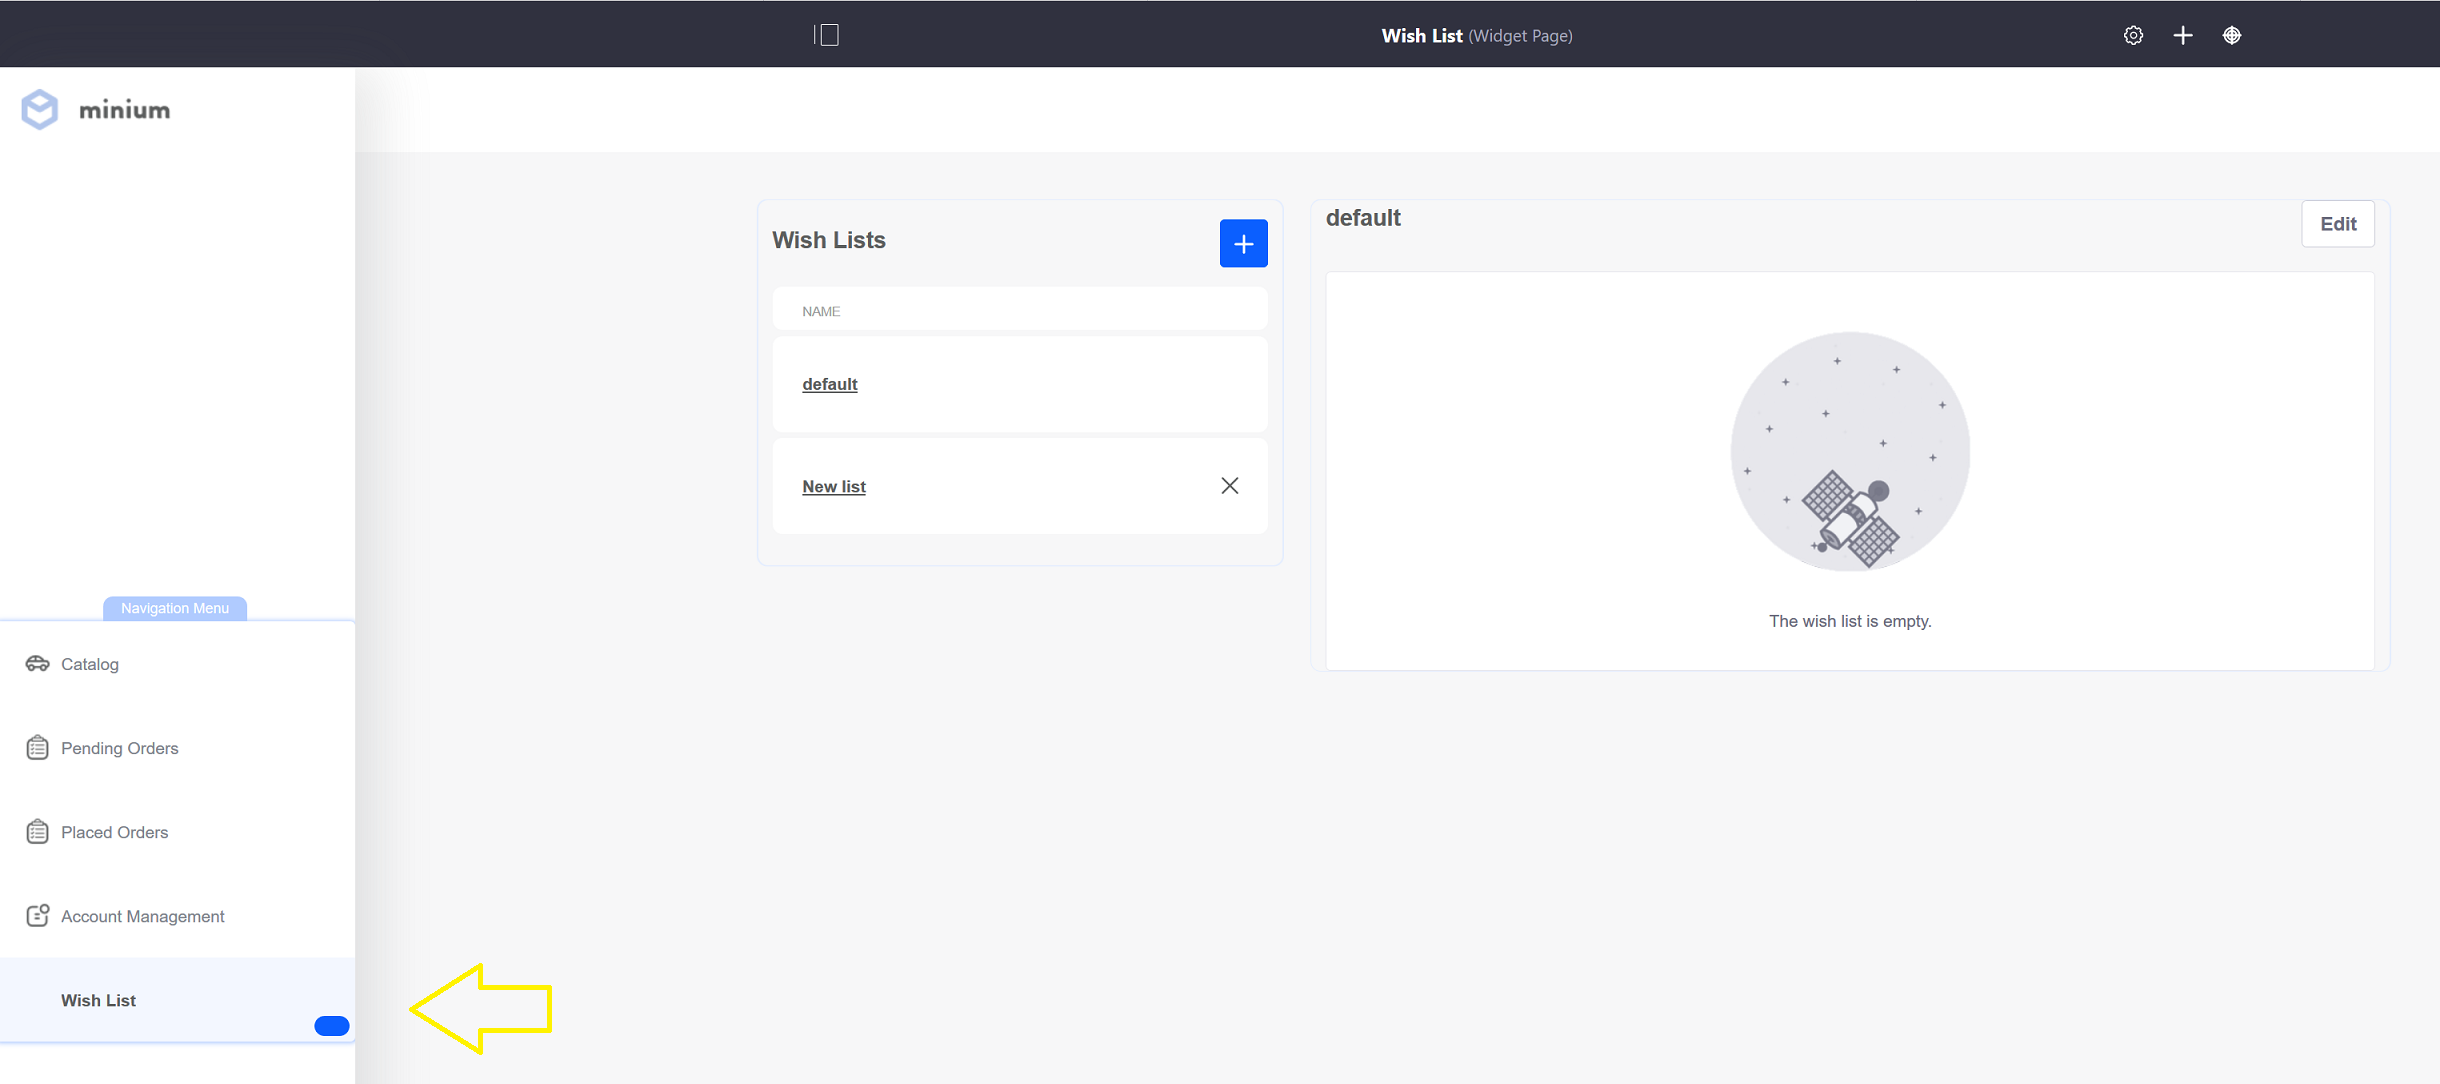 Wish List (Widget Page)
minium
Wish Lists
default
Edit
NAME
default
New list
The wish list is empty.
Navigation Menu
Catalog
Pending Orders
Placed Orders
Account Management
Wish List